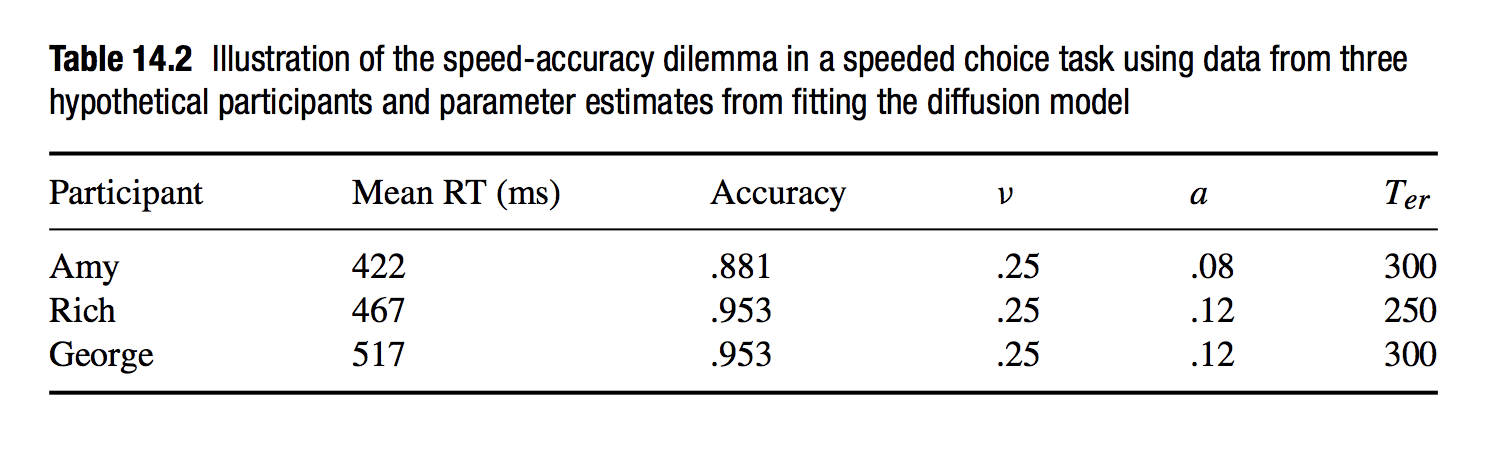 Table 14.2 Illustration of the speed-accuracy dilemma in a speeded choice task using data from three
hypothetical participants and parameter estimates from fitting the diffusion model
Participant Mean RT (ms) Accuracy ν a Ter
Amy 422 .881 .25 .08 300
Rich 467 .953 .25 .12 250
George 517 .953 .25 .12 300